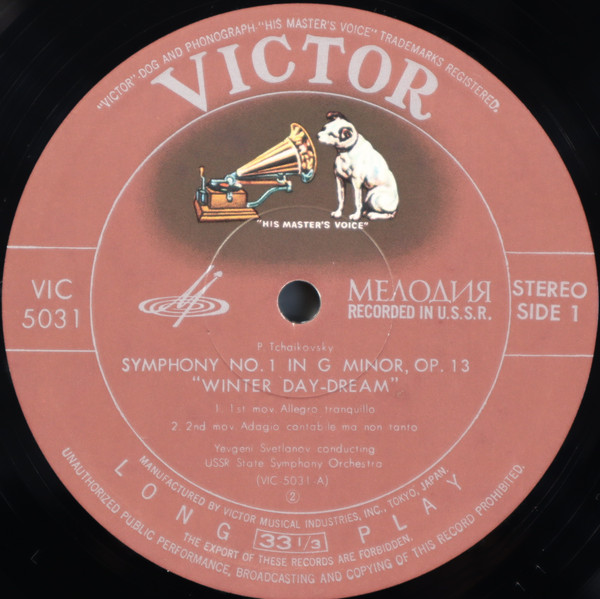 "VICTOR"-DOG AND PHONOGRAPH-"HIS MASTER'S VOICE" TRADEMARKS REGISTERED.
VICTOR
"HIS MASTER'S VOICE"
VIC
5031
МЕЛОДИЯ
RECORDED IN U.S.S.R.
STEREO
SIDE 1
P. Tchaikovsky
SYMPHONY NO. 1 IN G MINOR, OP. 13
"WINTER DAY-DREAM"
1. 1st mov. Allegro tranquillo
2. 2nd mov. Adagio cantabile ma non tanto
Yevgeni Svetlanov conducting
USSR State Symphony Orchestra
(VIC 5031 A)
②
LONG 33 1/3 PLAY
MANUFACTURED BY VICTOR MUSICAL INDUSTRIES, INC., TOKYO, JAPAN.
THE EXPORT OF THESE RECORDS ARE FORBIDDEN.
UNAUTHORIZED PUBLIC PERFORMANCE, BROADCASTING AND COPYING OF THIS RECORD PROHIBITED.